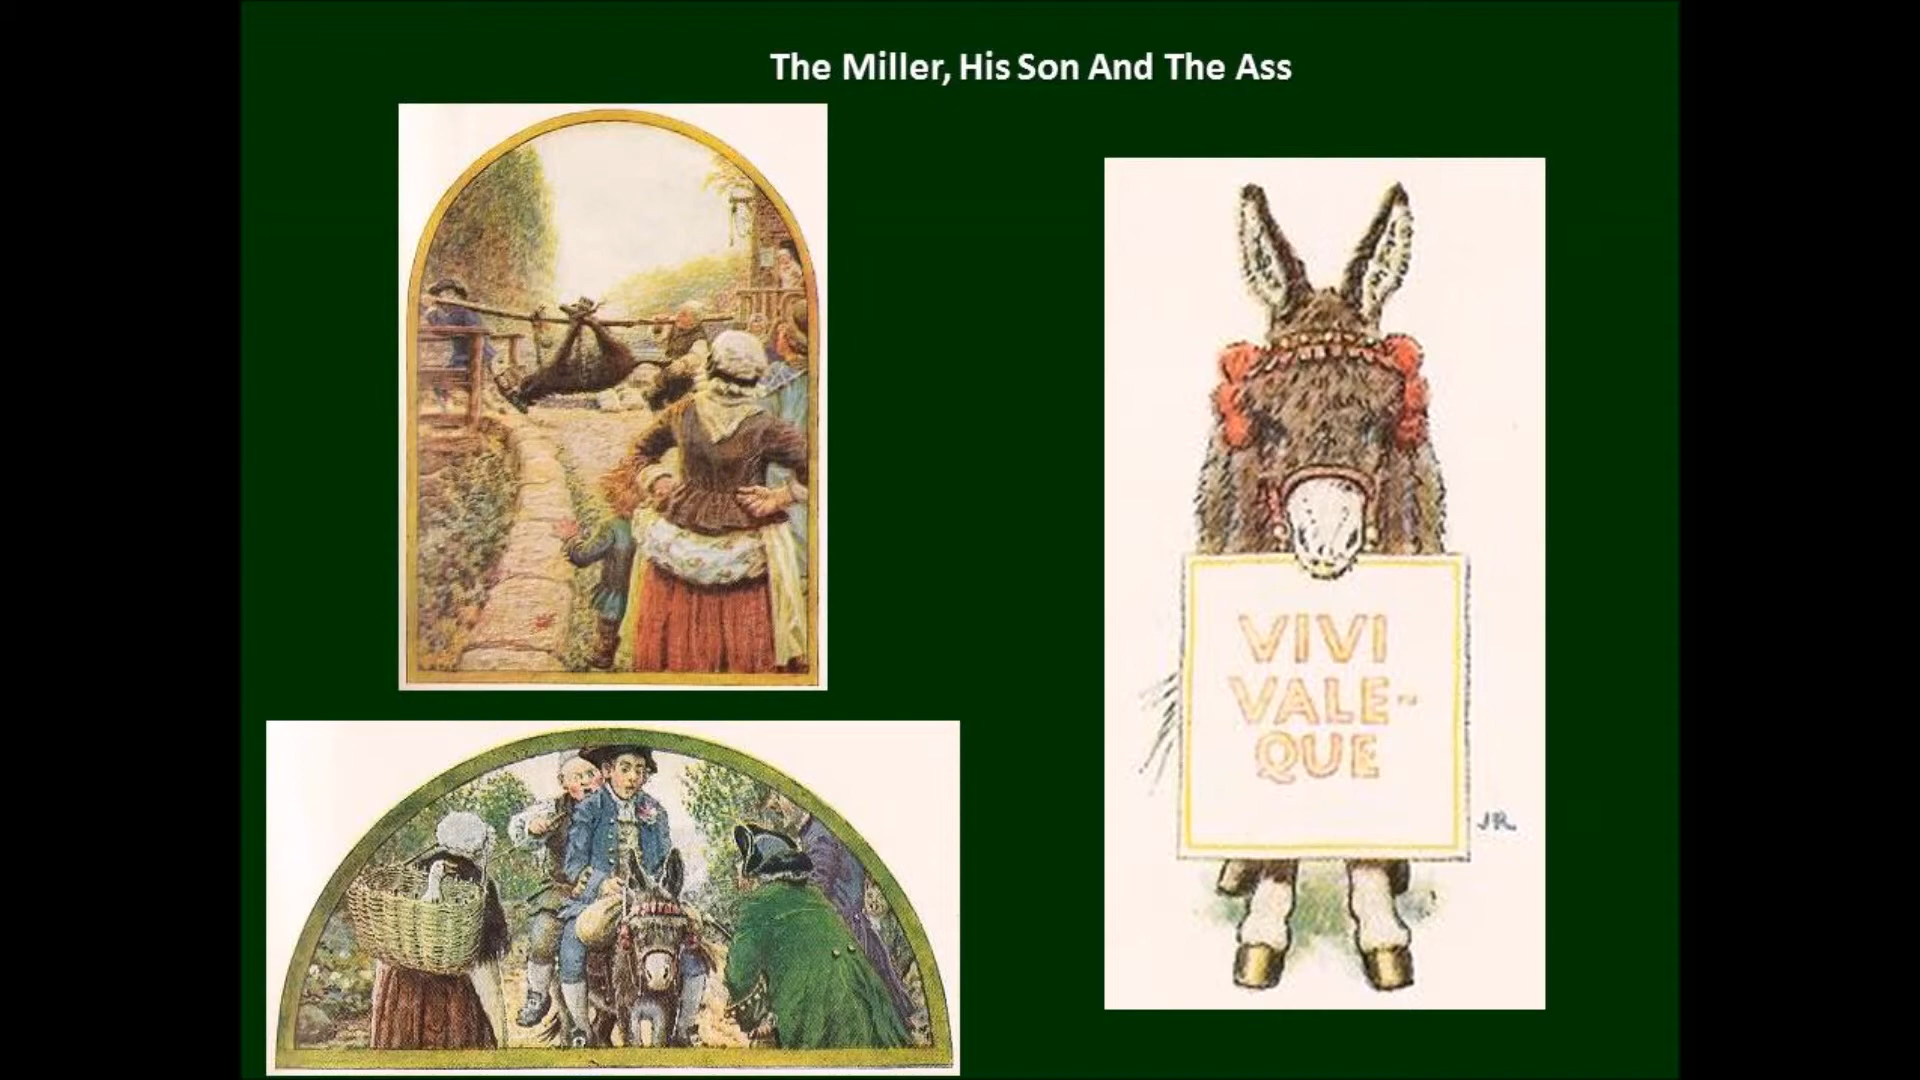 The Miller, His Son And The Ass
VIVI
VALE-
QUE
JR